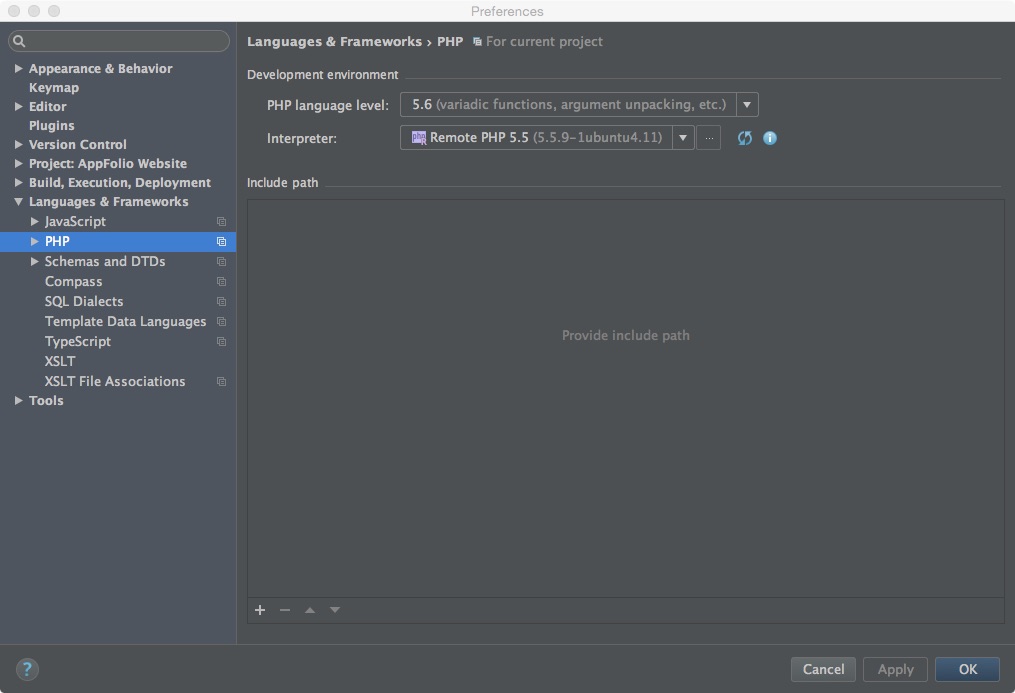 Preferences
Languages & Frameworks › PHP For current project
Appearance & Behavior
Keymap
Editor
Plugins
Version Control
Project: AppFolio Website
Build, Execution, Deployment
Languages & Frameworks
JavaScript
PHP
Schemas and DTDs
Compass
SQL Dialects
Template Data Languages
TypeScript
XSLT
XSLT File Associations
Tools
Development environment
PHP language level: 5.6 (variadic functions, argument unpacking, etc.)
Interpreter: php R Remote PHP 5.5 (5.5.9-1ubuntu4.11) ...
Include path
Provide include path
+ −
?
Cancel Apply OK